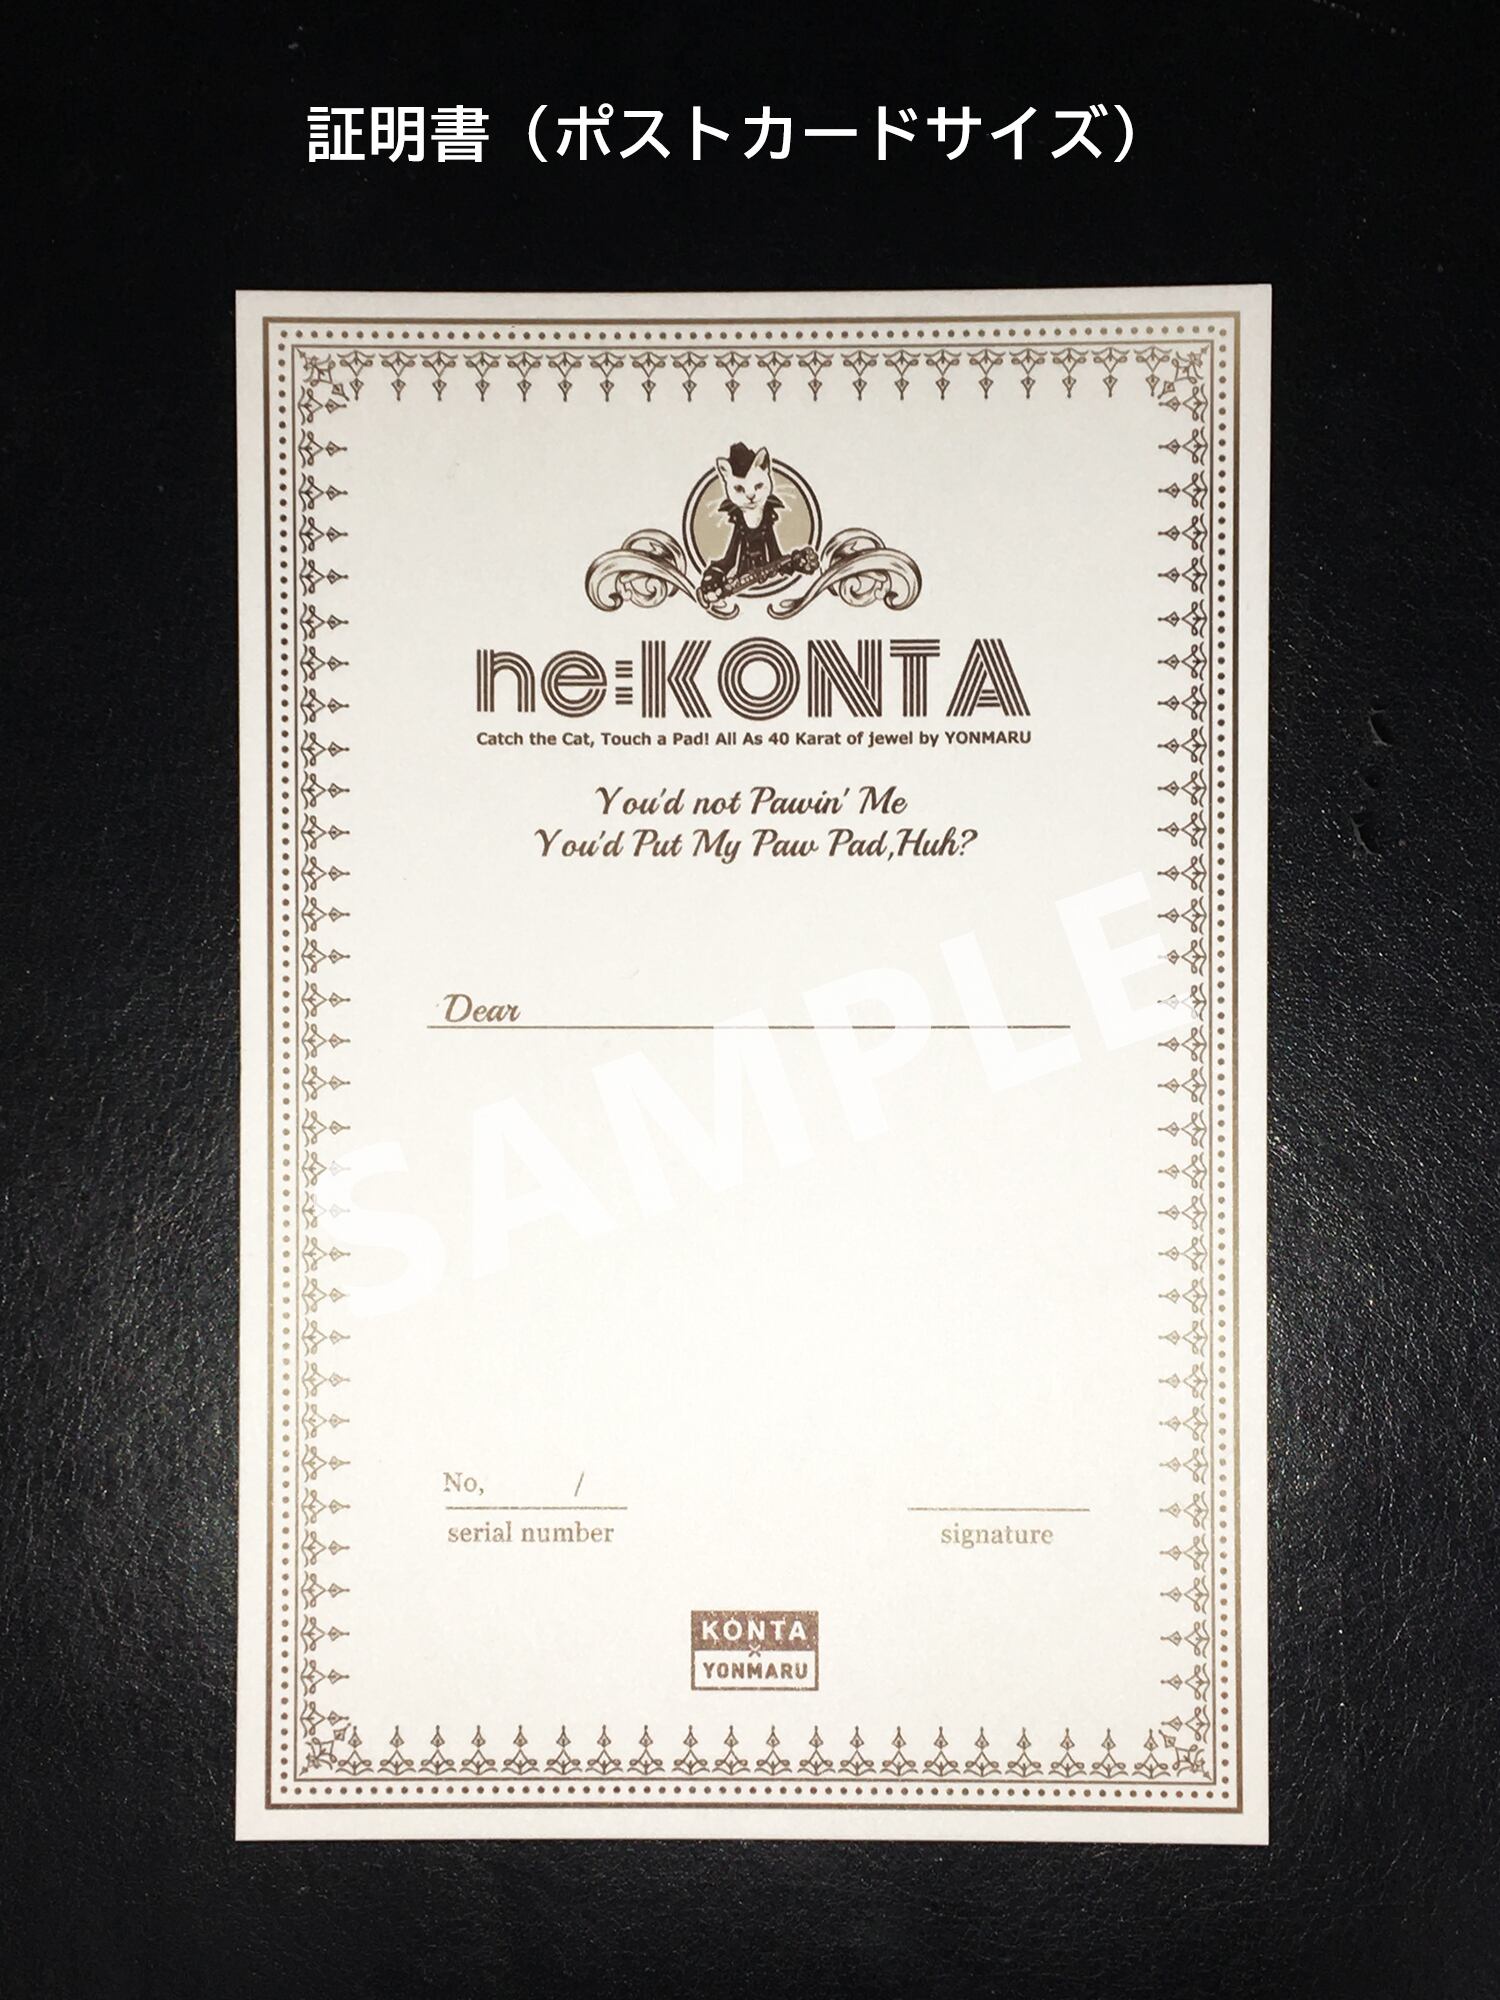 証明書（ポストカードサイズ）
ne:KONTA
Catch the Cat, Touch a Pad! All As 40 Karat of jewel by YONMARU
You'd not Pawin' Me
You'd Put My Paw Pad,Huh?
Dear
SAMPLE
No, /
serial number
signature
KONTA
×
YONMARU